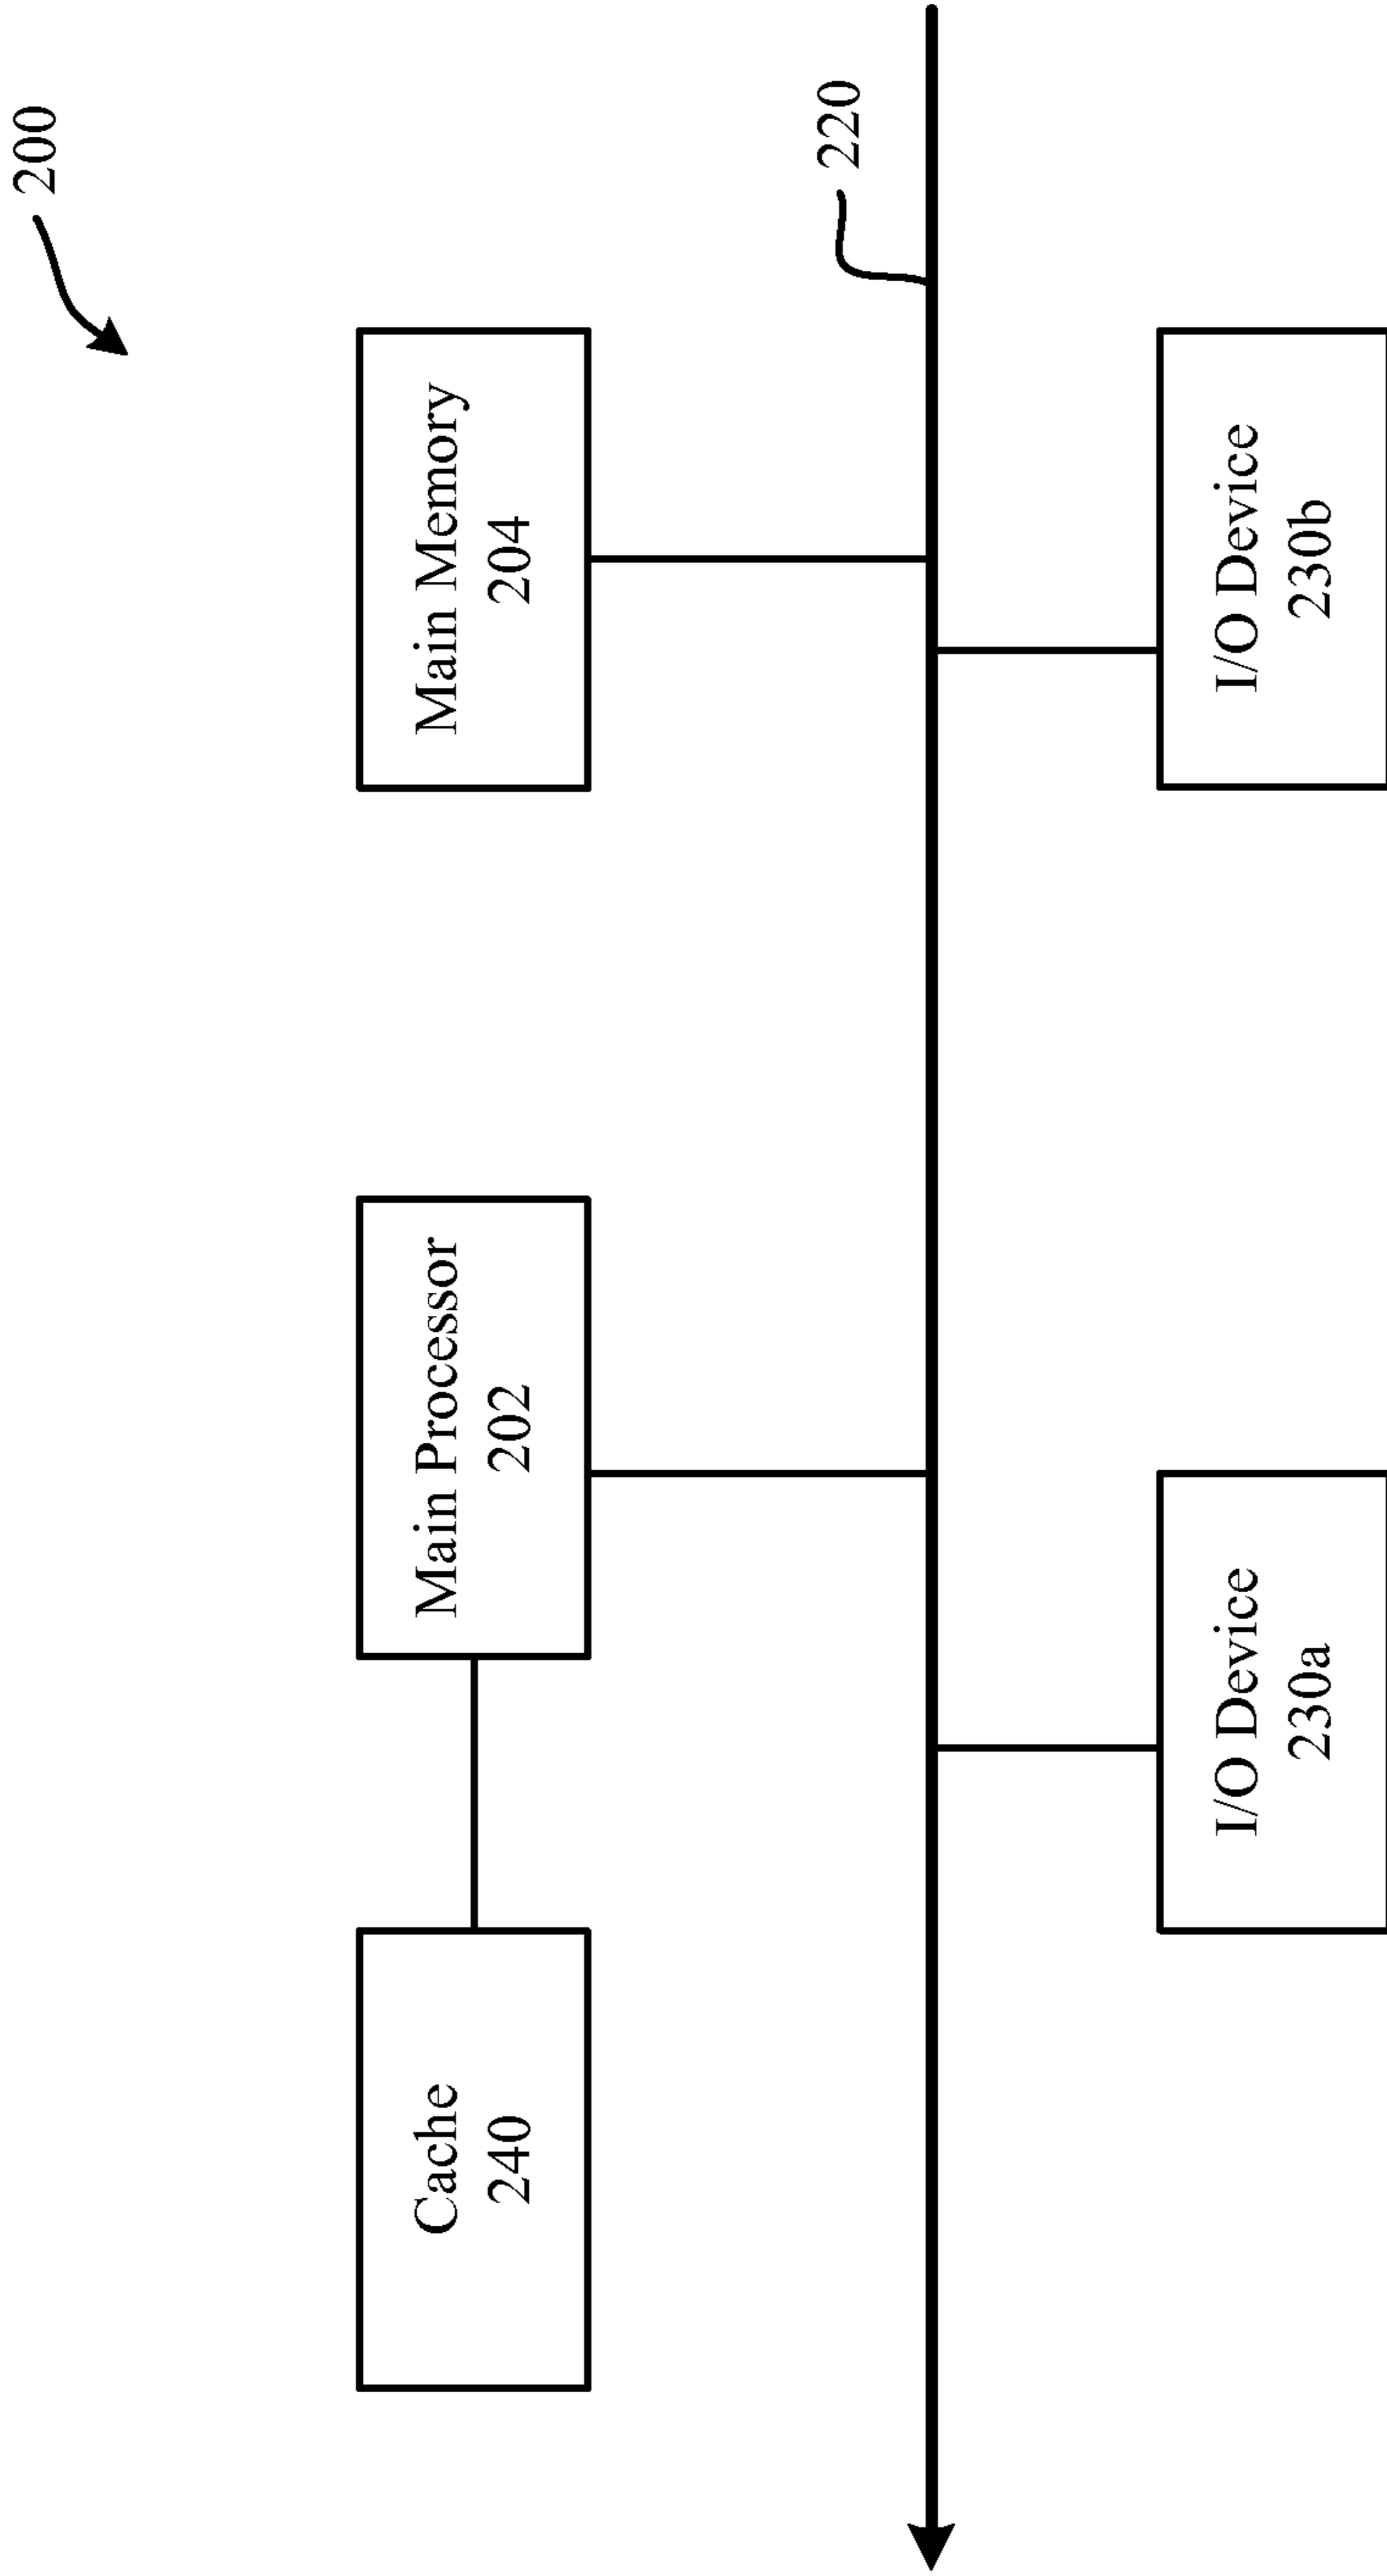 200
Cache
240
Main Processor
202
Main Memory
204
220
I/O Device
230a
I/O Device
230b